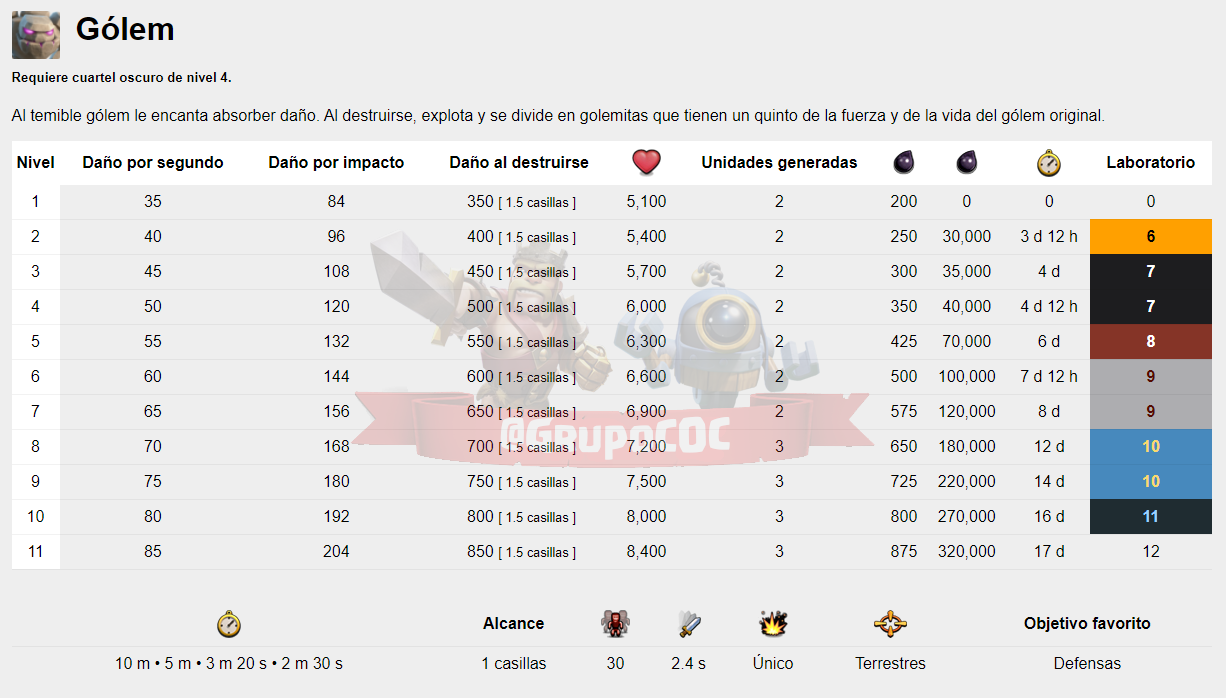 Gólem
Requiere cuartel oscuro de nivel 4.
Al temible gólem le encanta absorber daño. Al destruirse, explota y se divide en golemitas que tienen un quinto de la fuerza y de la vida del gólem original.
Nivel Daño por segundo Daño por impacto Daño al destruirse Unidades generadas Laboratorio
1 35 84 350 [ 1.5 casillas ] 5,100 2 200 0 0 0
2 40 96 400 [ 1.5 casillas ] 5,400 2 250 30,000 3 d 12 h 6
3 45 108 450 [ 1.5 casillas ] 5,700 2 300 35,000 4 d 7
4 50 120 500 [ 1.5 casillas ] 6,000 2 350 40,000 4 d 12 h 7
5 55 132 550 [ 1.5 casillas ] 6,300 2 425 70,000 6 d 8
6 60 144 600 [ 1.5 casillas ] 6,600 2 500 100,000 7 d 12 h 9
7 65 156 650 [ 1.5 casillas ] 6,900 2 575 120,000 8 d 9
8 70 168 700 [ 1.5 casillas ] 7,200 3 650 180,000 12 d 10
9 75 180 750 [ 1.5 casillas ] 7,500 3 725 220,000 14 d 10
10 80 192 800 [ 1.5 casillas ] 8,000 3 800 270,000 16 d 11
11 85 204 850 [ 1.5 casillas ] 8,400 3 875 320,000 17 d 12
@GrupoCOC
Alcance Objetivo favorito
10 m • 5 m • 3 m 20 s • 2 m 30 s 1 casillas 30 2.4 s Único Terrestres Defensas